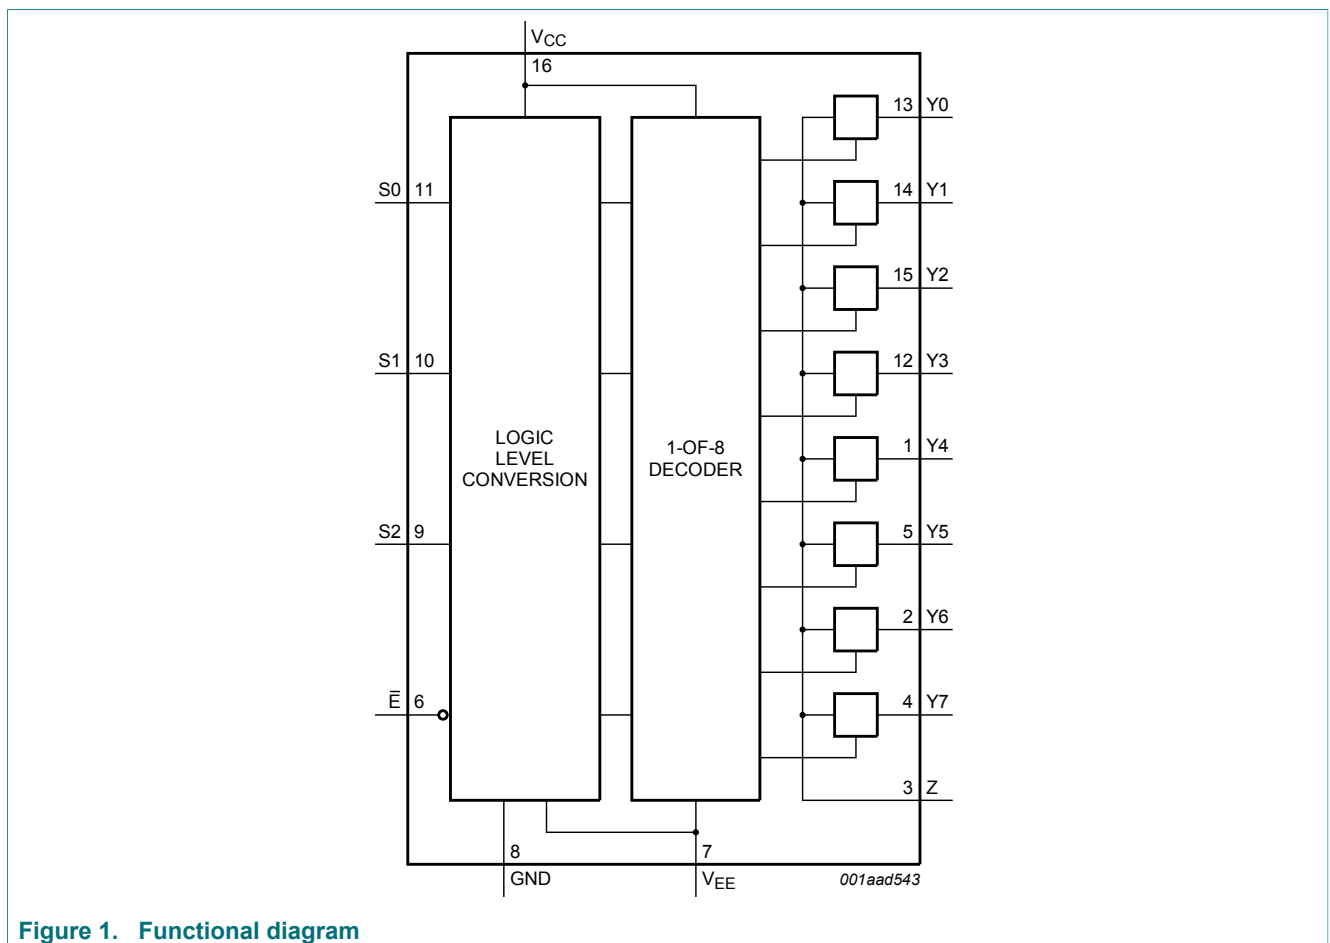 VCC
16
13 Y0
S0 11
14 Y1
15 Y2
S1 10
12 Y3
LOGIC
LEVEL
CONVERSION
1-OF-8
DECODER
1 Y4
S2 9
5 Y5
2 Y6
E̅ 6
4 Y7
3 Z
8
7
GND
VEE
001aad543
Figure 1. Functional diagram